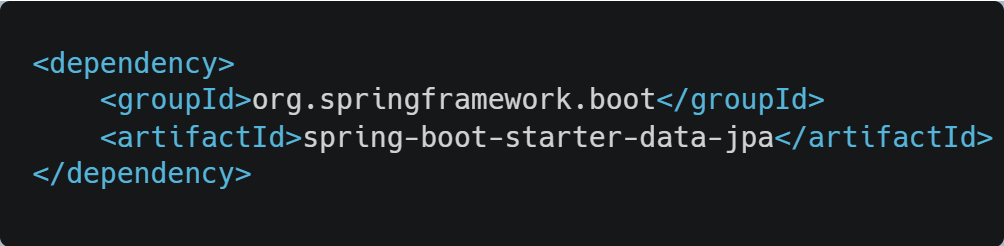 <dependency>
    <groupId>org.springframework.boot</groupId>
    <artifactId>spring-boot-starter-data-jpa</artifactId>
</dependency>